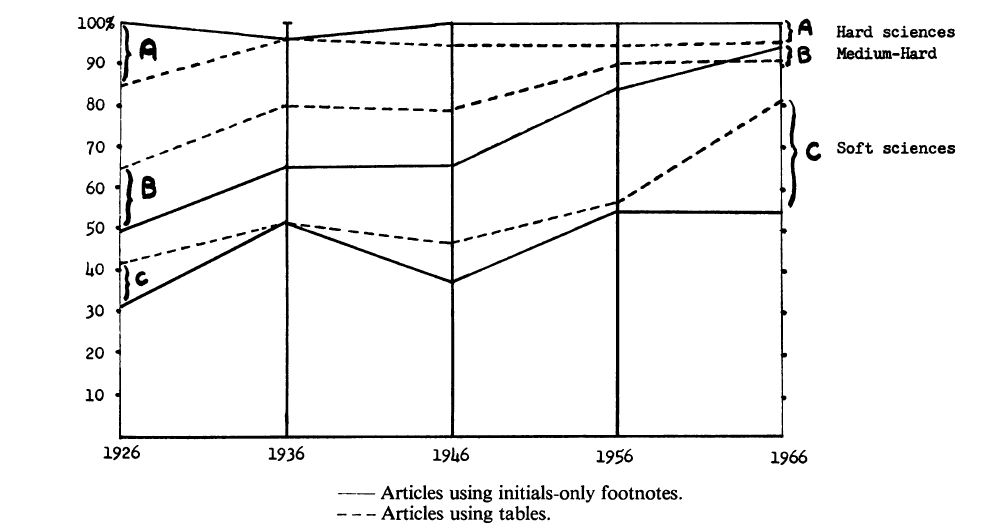 100%
A
A Hard sciences
B Medium-Hard
90
80
70
C Soft sciences
60
B
50
40
C
30
20
10
1926 1936 1946 1956 1966
—— Articles using initials-only footnotes.
--- Articles using tables.